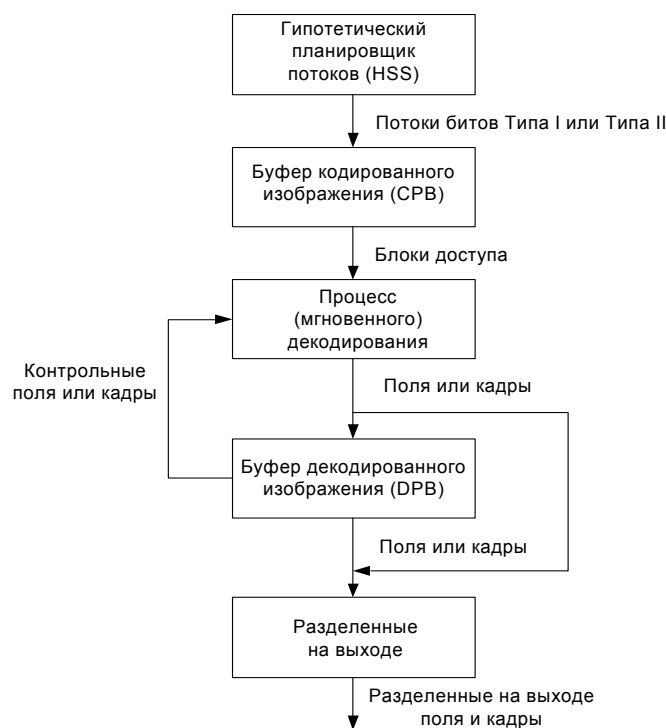 Гипотетический
планировщик
потоков (HSS)
Потоки битов Типа I или Типа II
Буфер кодированного
изображения (CPB)
Блоки доступа
Процесс
(мгновенного)
декодирования
Контрольные
поля или кадры
Поля или кадры
Буфер декодированного
изображения (DPB)
Поля или кадры
Разделенные
на выходе
Разделенные на выходе
поля и кадры